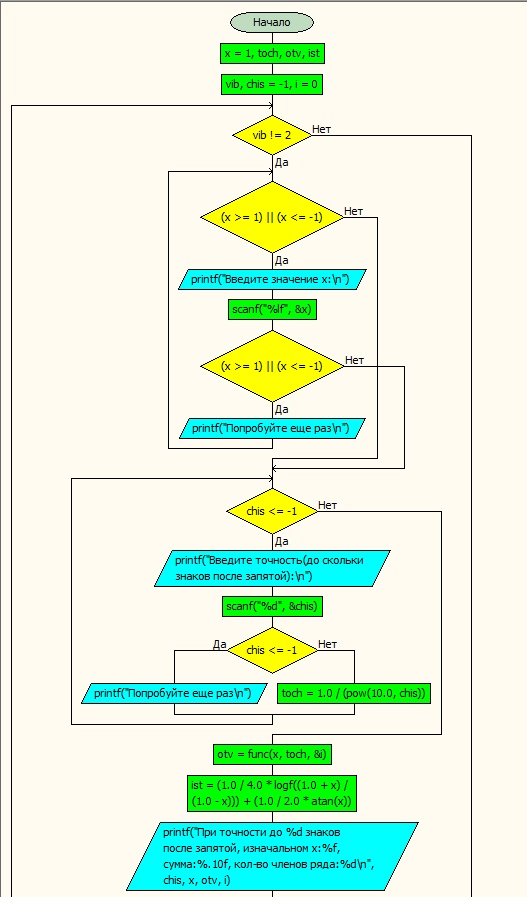 Начало
x = 1, toch, otv, ist
vib, chis = -1, i = 0
vib != 2
Нет
Да
(x >= 1) || (x <= -1)
Нет
Да
printf("Введите значение x:\n")
scanf("%lf", &x)
(x >= 1) || (x <= -1)
Нет
Да
printf("Попробуйте еще раз\n")
chis <= -1
Нет
Да
printf("Введите точность(до скольки
знаков после запятой):\n")
scanf("%d", &chis)
Да
chis <= -1
Нет
printf("Попробуйте еще раз\n")
toch = 1.0 / (pow(10.0, chis))
otv = func(x, toch, &i)
ist = (1.0 / 4.0 * logf((1.0 + x) /
(1.0 - x))) + (1.0 / 2.0 * atan(x))
printf("При точности до %d знаков
после запятой, изначальном x:%f,
сумма:%.10f, кол-во членов ряда:%d\n",
chis, x, otv, i)